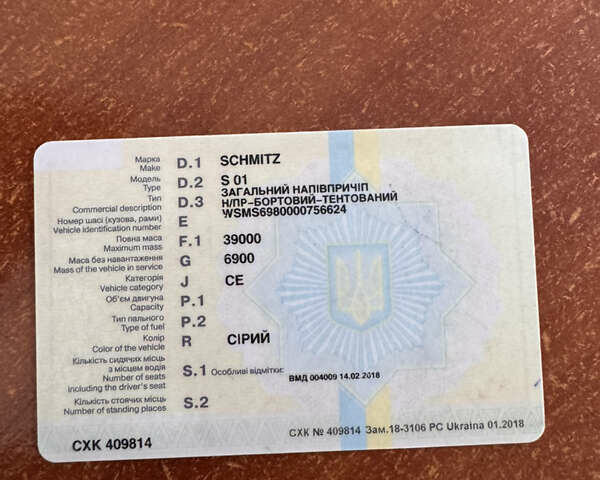 Марка
Make D.1 SCHMITZ
Модель
Type D.2 S 01
Тип
Commercial description D.3 ЗАГАЛЬНИЙ НАПІВПРИЧІП
Н/ПР-БОРТОВИЙ-ТЕНТОВАНИЙ
Номер шасі (кузова, рами)
Vehicle identification number E WSMS6980000756624
Повна маса
Maximum mass F.1 39000
Маса без навантаження
Mass of the vehicle in service G 6900
Категорія
Vehicle category J CE
Об'єм двигуна
Capacity P.1
Тип пального
Type of fuel P.2
Колір
Color of the vehicle R СІРИЙ
Кількість сидячих місць
з місцем водія
Number of seats
including the driver's seat S.1 Особливі відмітки:
ВМД 004009 14.02.2018
Кількість стоячих місць
Number of standing places S.2
СХК 409814
СХК № 409814 Зам.18-3106 PC Ukraina 01.2018